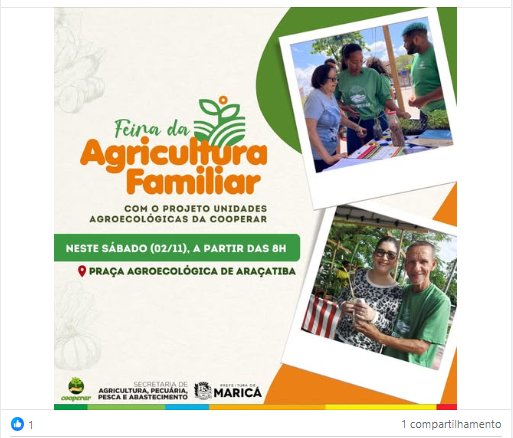 Feira da
Agricultura
Familiar
COM O PROJETO UNIDADES
AGROECOLÓGICAS DA COOPERAR
NESTE SÁBADO (02/11), A PARTIR DAS 8H
PRAÇA AGROECOLÓGICA DE ARAÇATIBA
cooperar
SECRETARIA DE
AGRICULTURA, PECUÁRIA,
PESCA E ABASTECIMENTO
PREFEITURA DE
MARICÁ
1
1 compartilhamento